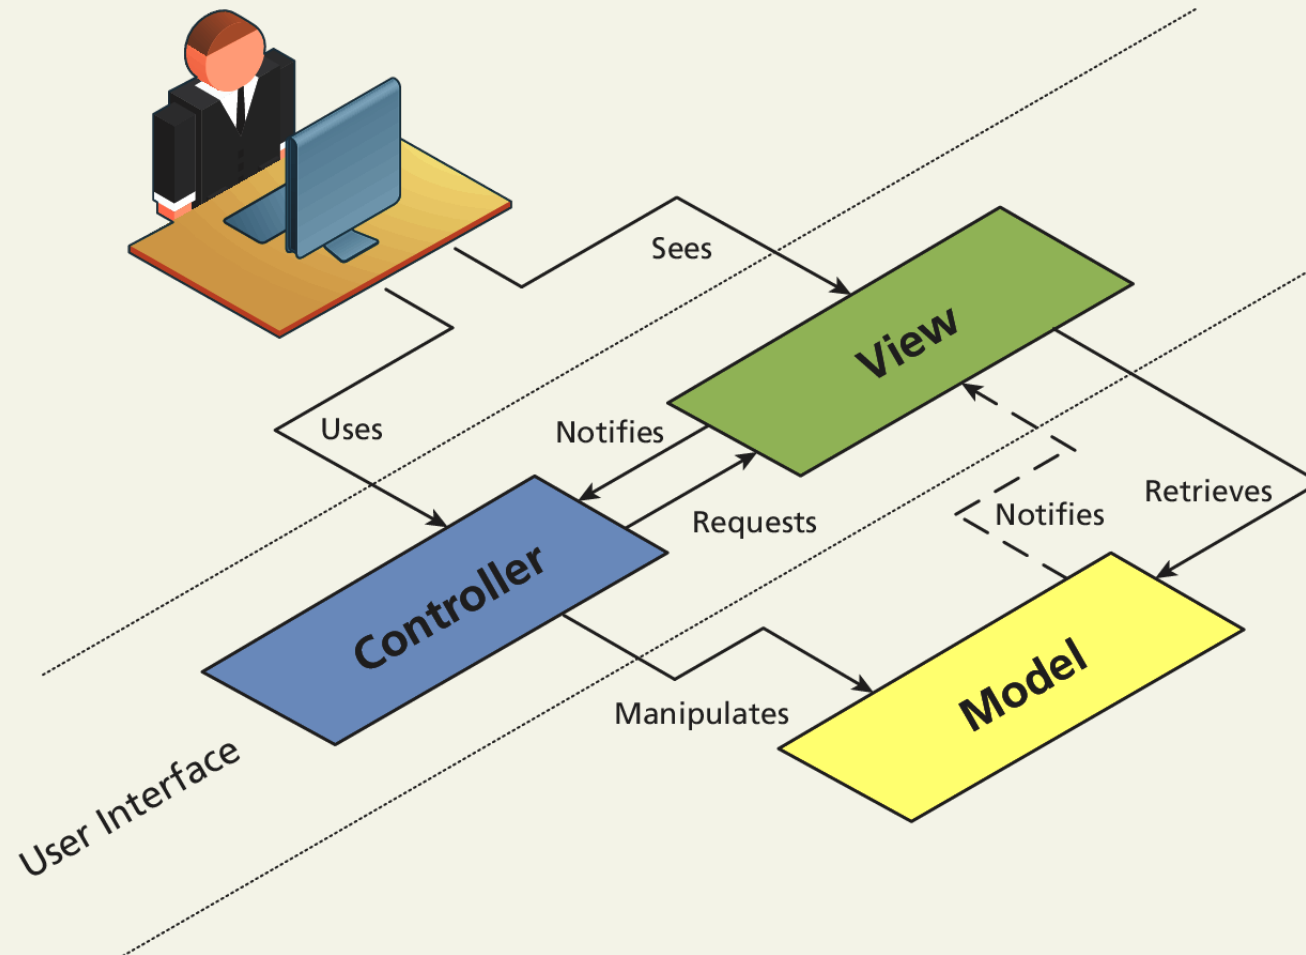 Sees
View
Uses
Notifies
Requests
Retrieves
Notifies
Controller
Model
Manipulates
User Interface